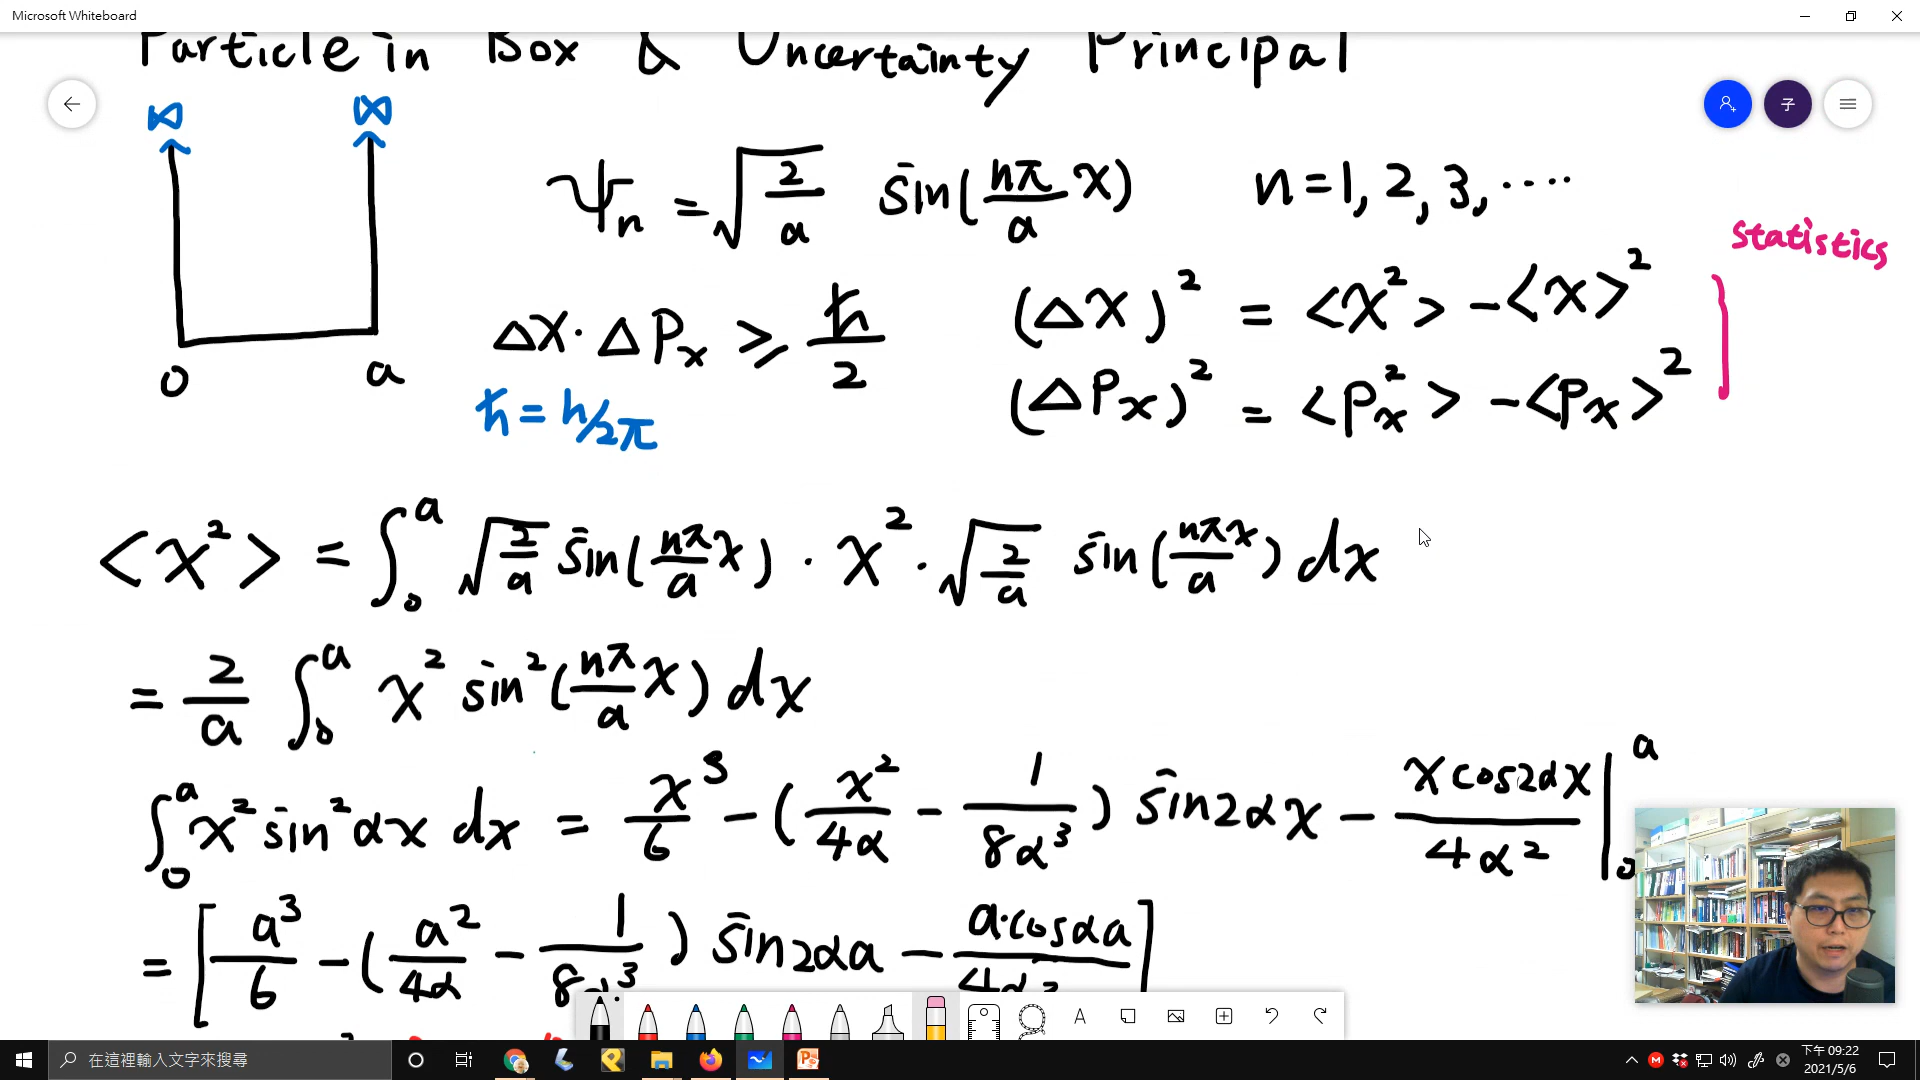 Microsoft Whiteboard
Particle in Box & Uncertainty Principal
∞ ∞
ψn = √(2/a) sin(nπ/a x) n=1, 2, 3, ....
statistics
0 a
Δx · ΔPx ≥ ħ/2
ħ = h/2π
(Δx)² = <x²> - <x>²
(ΔPx)² = <Px²> - <Px>²
<x²> = ∫₀ᵃ √(2/a) sin(nπ/a x) · x² · √(2/a) sin(nπx/a) dx
= 2/a ∫₀ᵃ x² sin²(nπ/a x) dx
∫₀ᵃ x² sin² αx dx = x³/6 - (x²/4α - 1/8α³) sin2αx - x cos2αx/4α² |₀ᵃ
= [a³/6 - (a²/4α - 1/8α³) sin2αa - a·cosαa/4α²]
子
在這裡輸入文字來搜尋
下午 09:22
2021/5/6